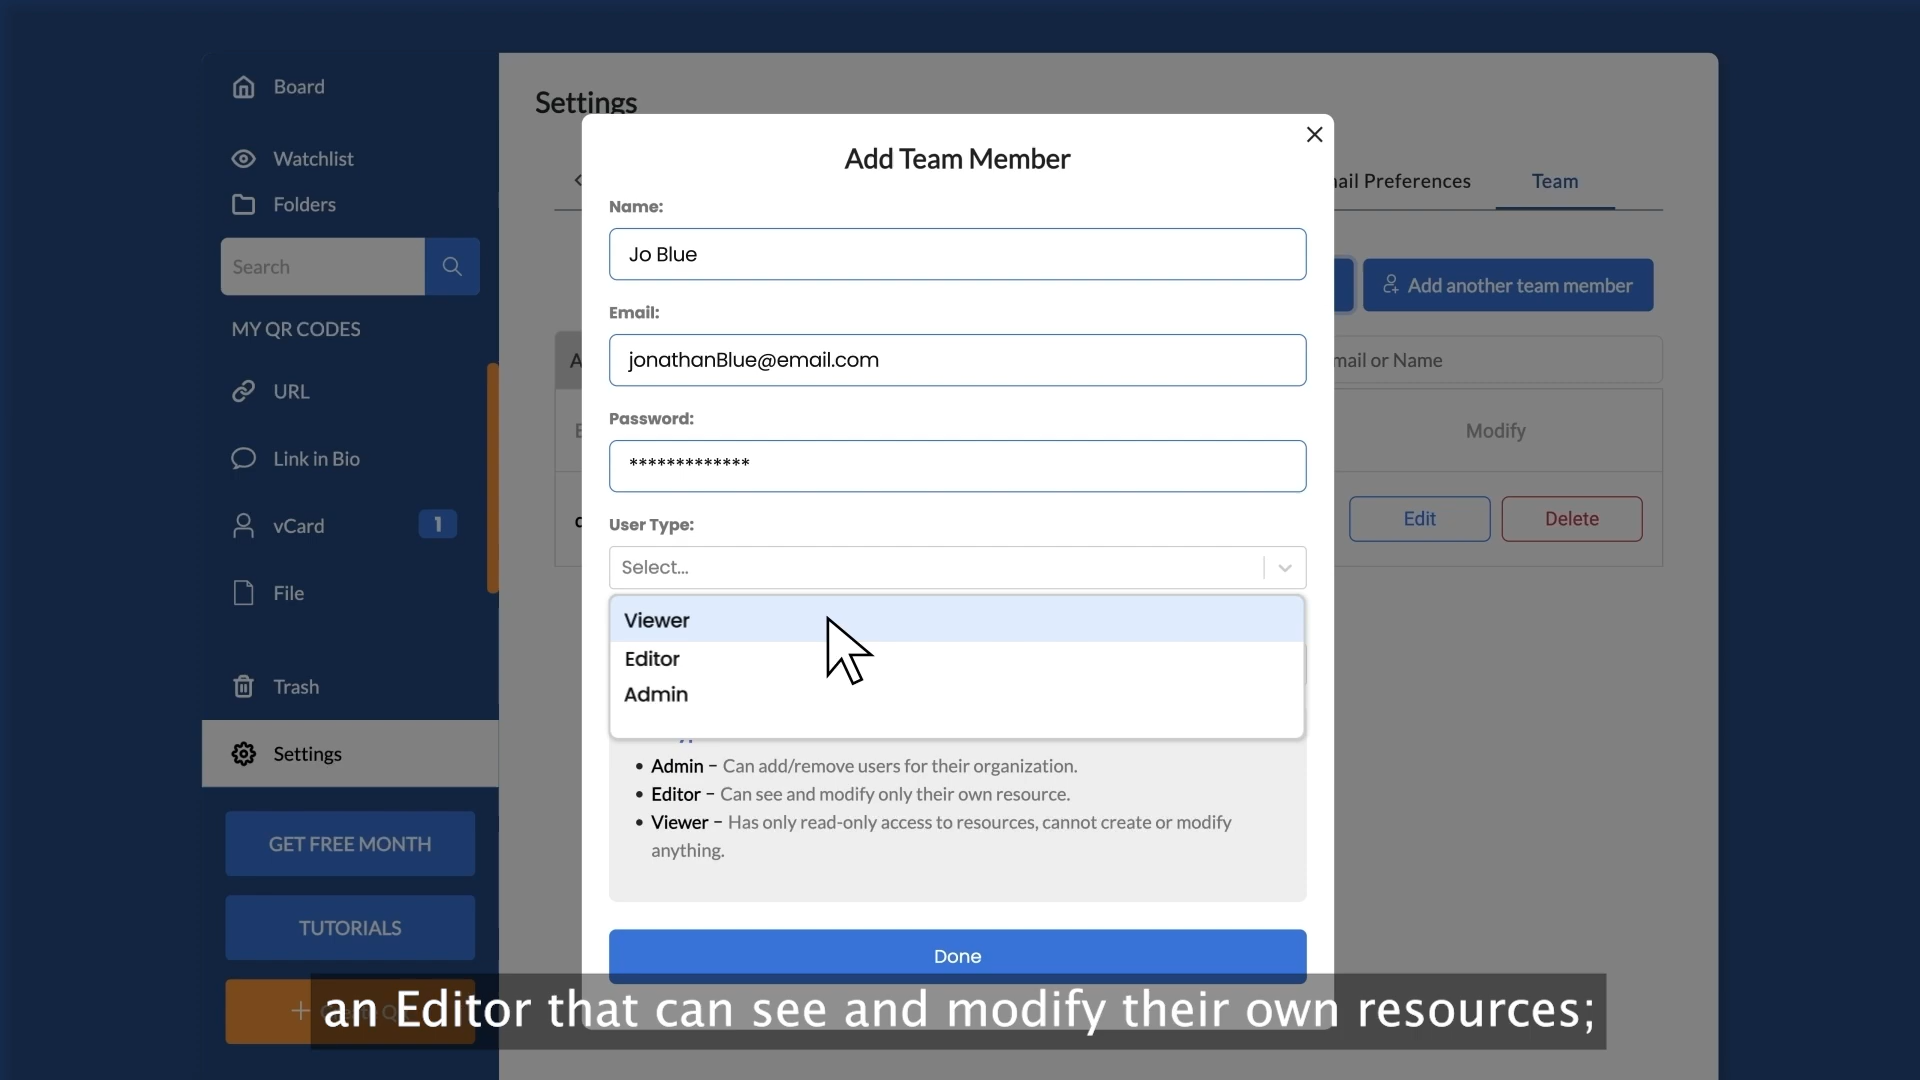 Board
Watchlist
Folders
Search
MY QR CODES
URL
Link in Bio
vCard
1
File
Trash
Settings
GET FREE MONTH
TUTORIALS
+
Settings
Add Team Member
Name:
Jo Blue
Email:
jonathanBlue@email.com
Password:
*************
User Type:
Select...
Viewer
Editor
Admin
• Admin – Can add/remove users for their organization.
• Editor – Can see and modify only their own resource.
• Viewer – Has only read-only access to resources, cannot create or modify
anything.
Done
Preferences
Team
Add another team member
or Name
Modify
Edit
Delete
an Editor that can see and modify their own resources;